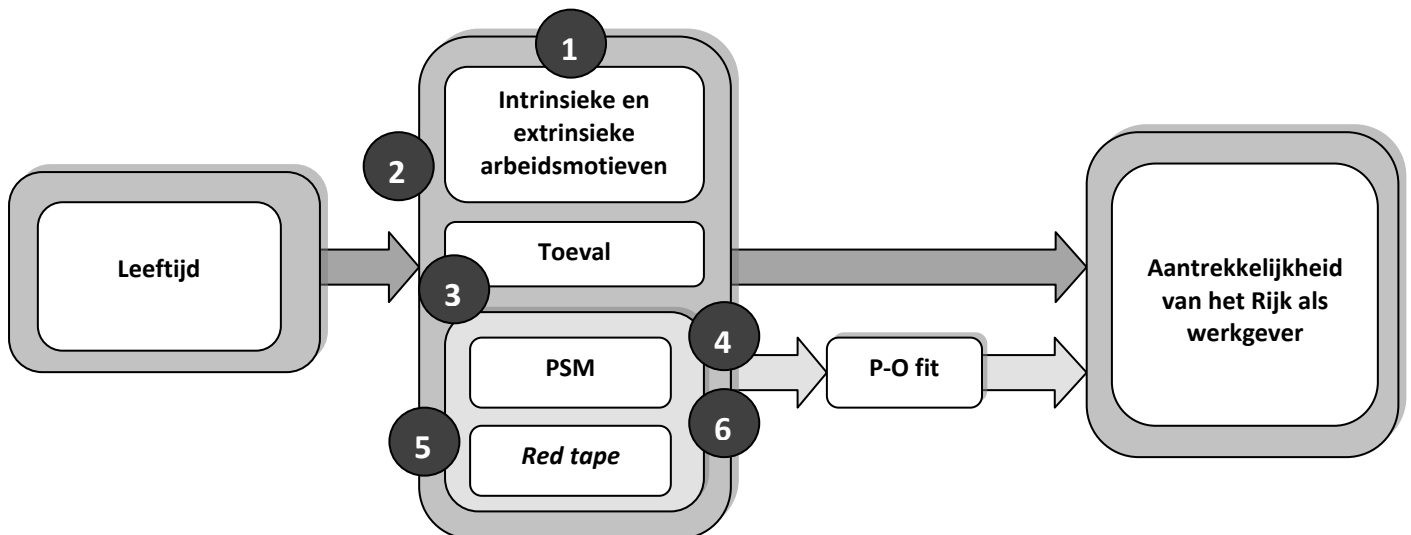 1
Intrinsieke en
extrinsieke
arbeidsmotieven
2
Leeftijd
Toeval
3
Aantrekkelijkheid
van het Rijk als
werkgever
4
PSM
P-O fit
5
6
Red tape